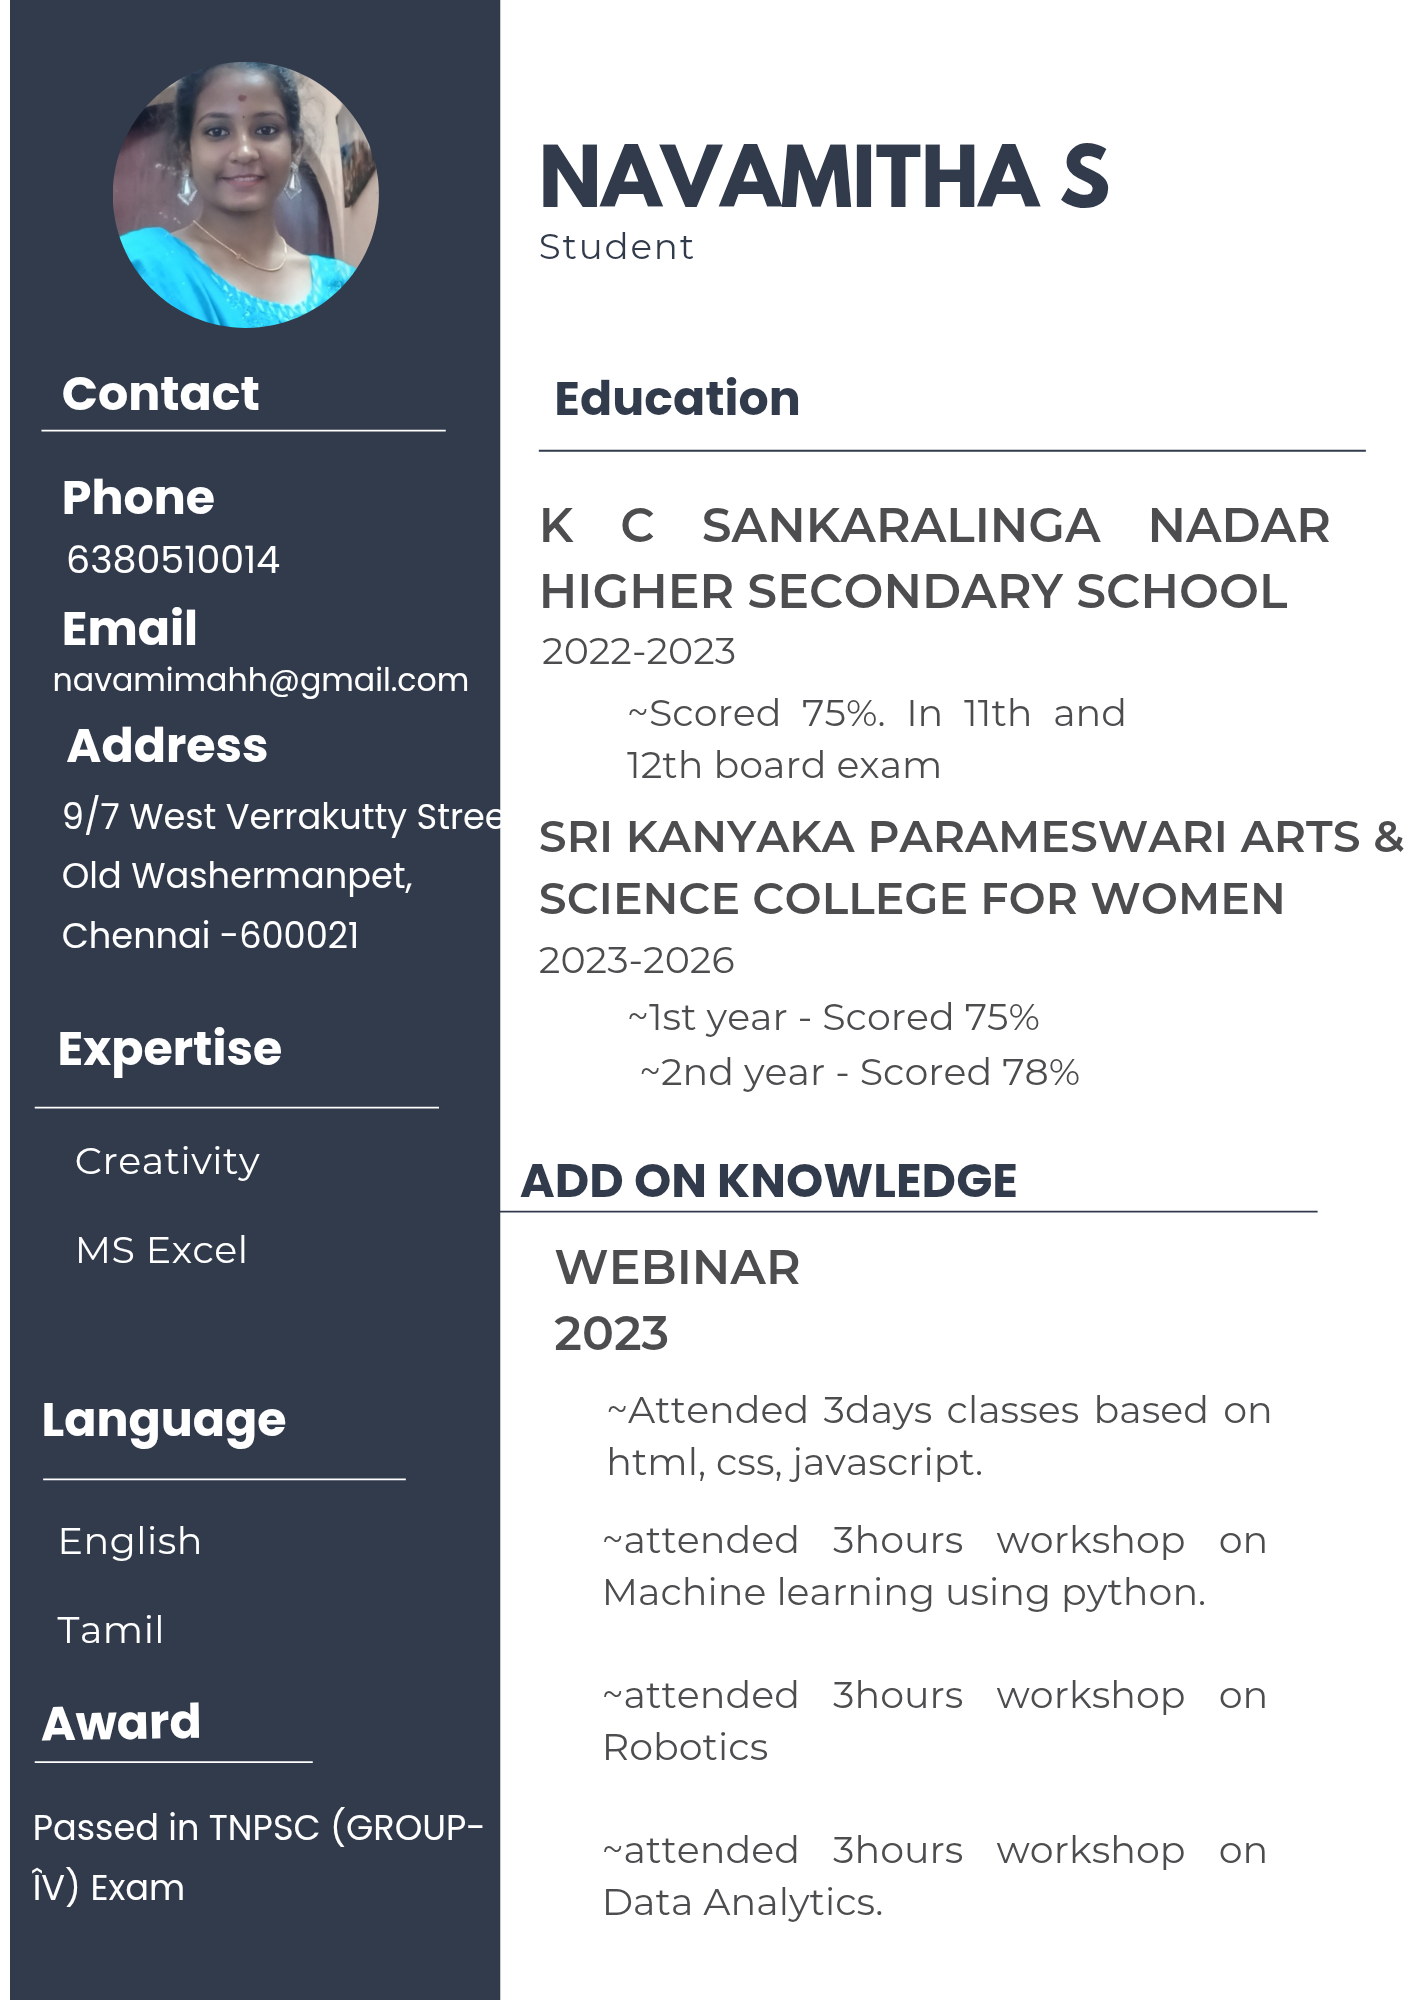 NAVAMITHA S
Student
Contact
Phone
6380510014
Email
navamimahh@gmail.com
Address
9/7 West Verrakutty Stree
Old Washermanpet,
Chennai -600021
Expertise
Creativity
MS Excel
Language
English
Tamil
Award
Passed in TNPSC (GROUP-
ÎV) Exam
Education
K C SANKARALINGA NADAR
HIGHER SECONDARY SCHOOL
2022-2023
~Scored 75%. In 11th and
12th board exam
SRI KANYAKA PARAMESWARI ARTS &
SCIENCE COLLEGE FOR WOMEN
2023-2026
~1st year - Scored 75%
~2nd year - Scored 78%
ADD ON KNOWLEDGE
WEBINAR
2023
~Attended 3days classes based on
html, css, javascript.
~attended 3hours workshop on
Machine learning using python.
~attended 3hours workshop on
Robotics
~attended 3hours workshop on
Data Analytics.